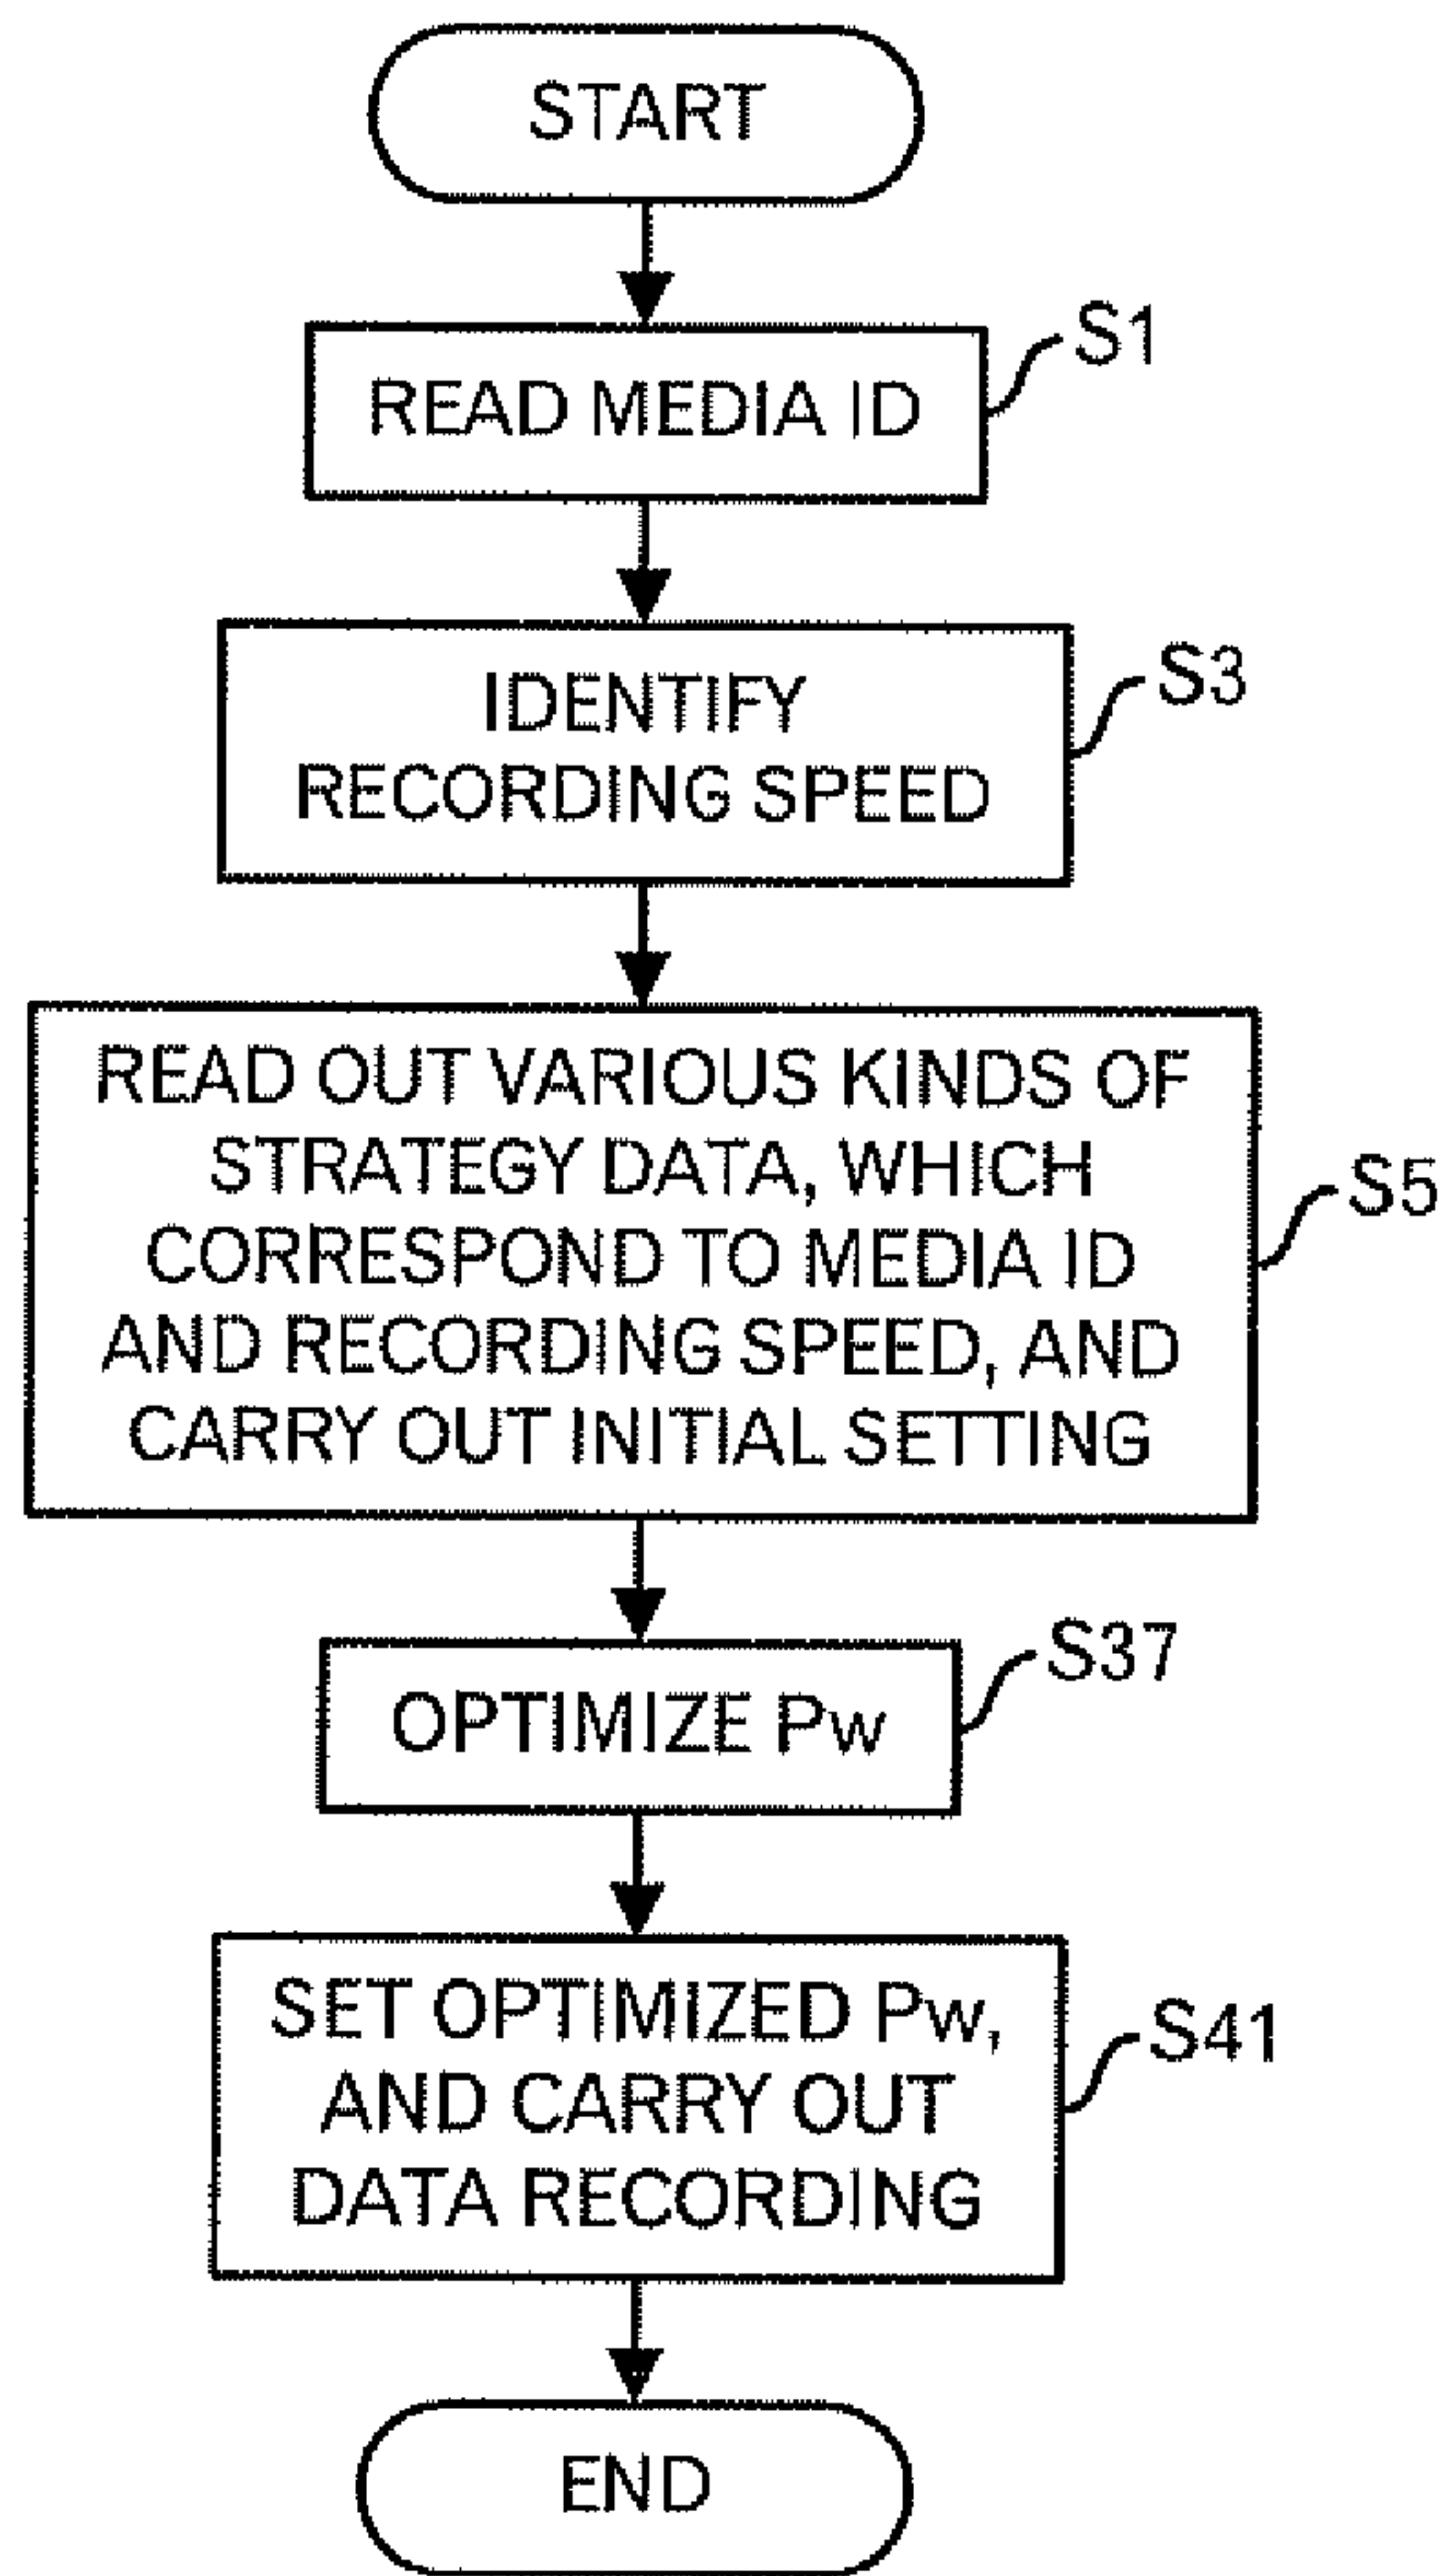 START
READ MEDIA ID
S1
IDENTIFY
RECORDING SPEED
S3
READ OUT VARIOUS KINDS OF
STRATEGY DATA, WHICH
CORRESPOND TO MEDIA ID
AND RECORDING SPEED, AND
CARRY OUT INITIAL SETTING
S5
OPTIMIZE Pw
S37
SET OPTIMIZED Pw,
AND CARRY OUT
DATA RECORDING
S41
END